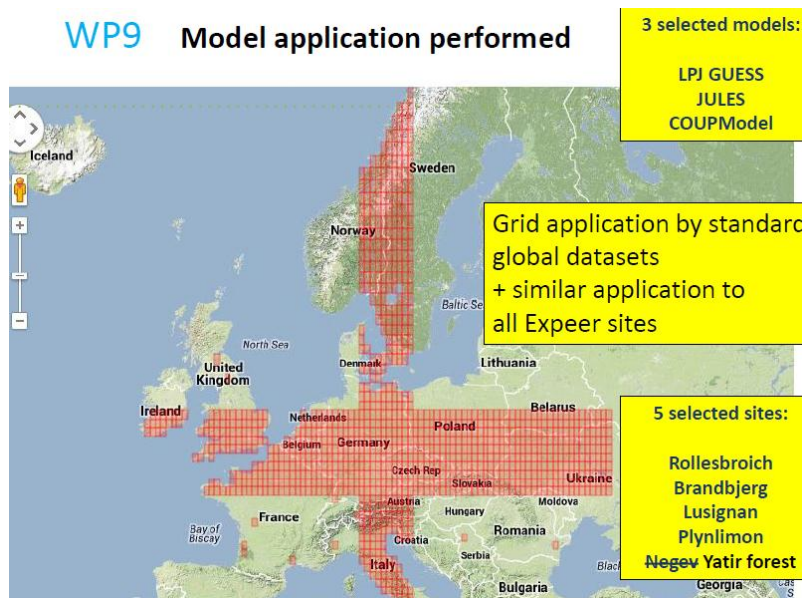 WP9 Model application performed
3 selected models:
LPJ GUESS
JULES
COUPModel
Iceland
Sweden
Norway
Grid application by standard
global datasets
+ similar application to
all Expeer sites
Baltic Se
North Sea
United
Kingdom
Denmark
Lithuania
Ireland
Netherlands
Belarus
Poland
Belgium
Germany
Czech Rep
Slovakia
Ukraine
Austria
Moldova
France
Hungary
Bay of
Biscay
Croatia
Romania
Serbia
Italy
Bulgaria
Black
Georgia
Cas
S
5 selected sites:
Rollesbroich
Brandbjerg
Lusignan
Plynlimon
Negev Yatir forest